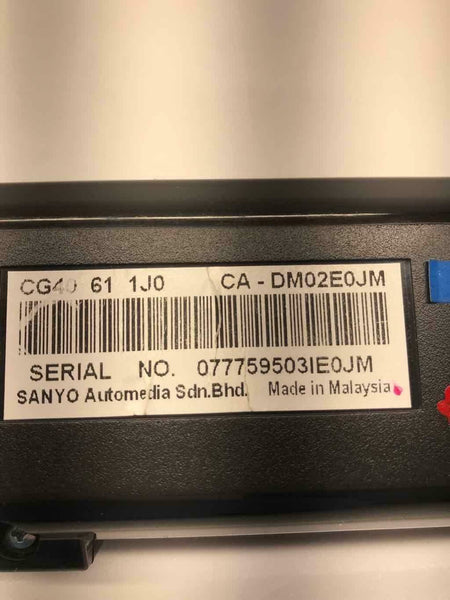 CG40 61 1J0 CA - DM02E0JM
SERIAL NO. 077759503IE0JM
SANYO Automedia Sdn.Bhd. Made in Malaysia